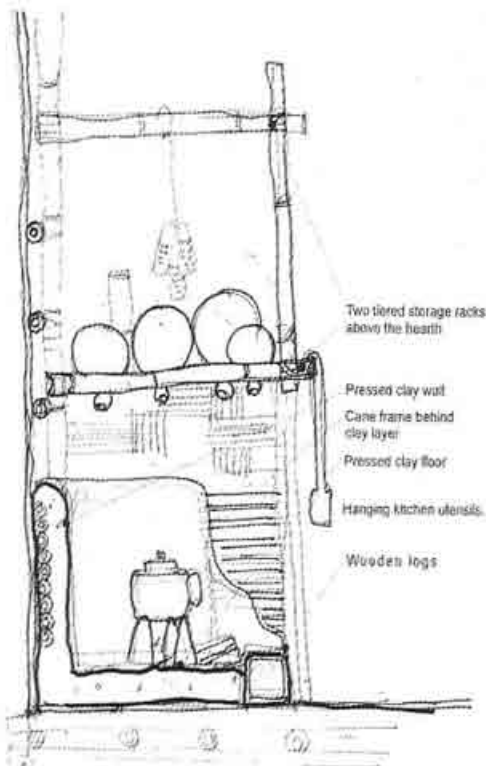 Two tiered storage racks
above the hearth
Pressed clay wall
Cane frame behind
clay layer
Pressed clay floor
Hanging kitchen utensils.
Wooden logs